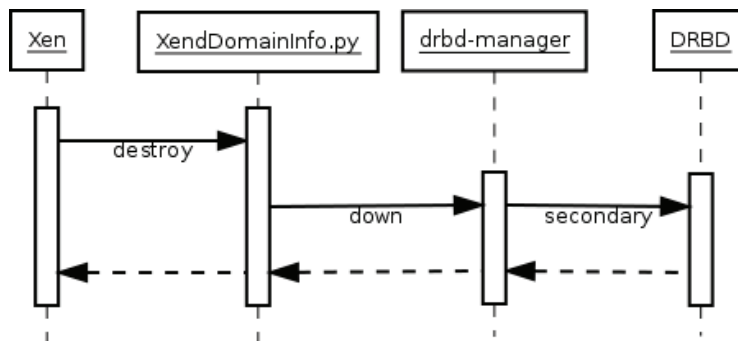 Xen
XendDomainInfo.py
drbd-manager
DRBD
destroy
down
secondary